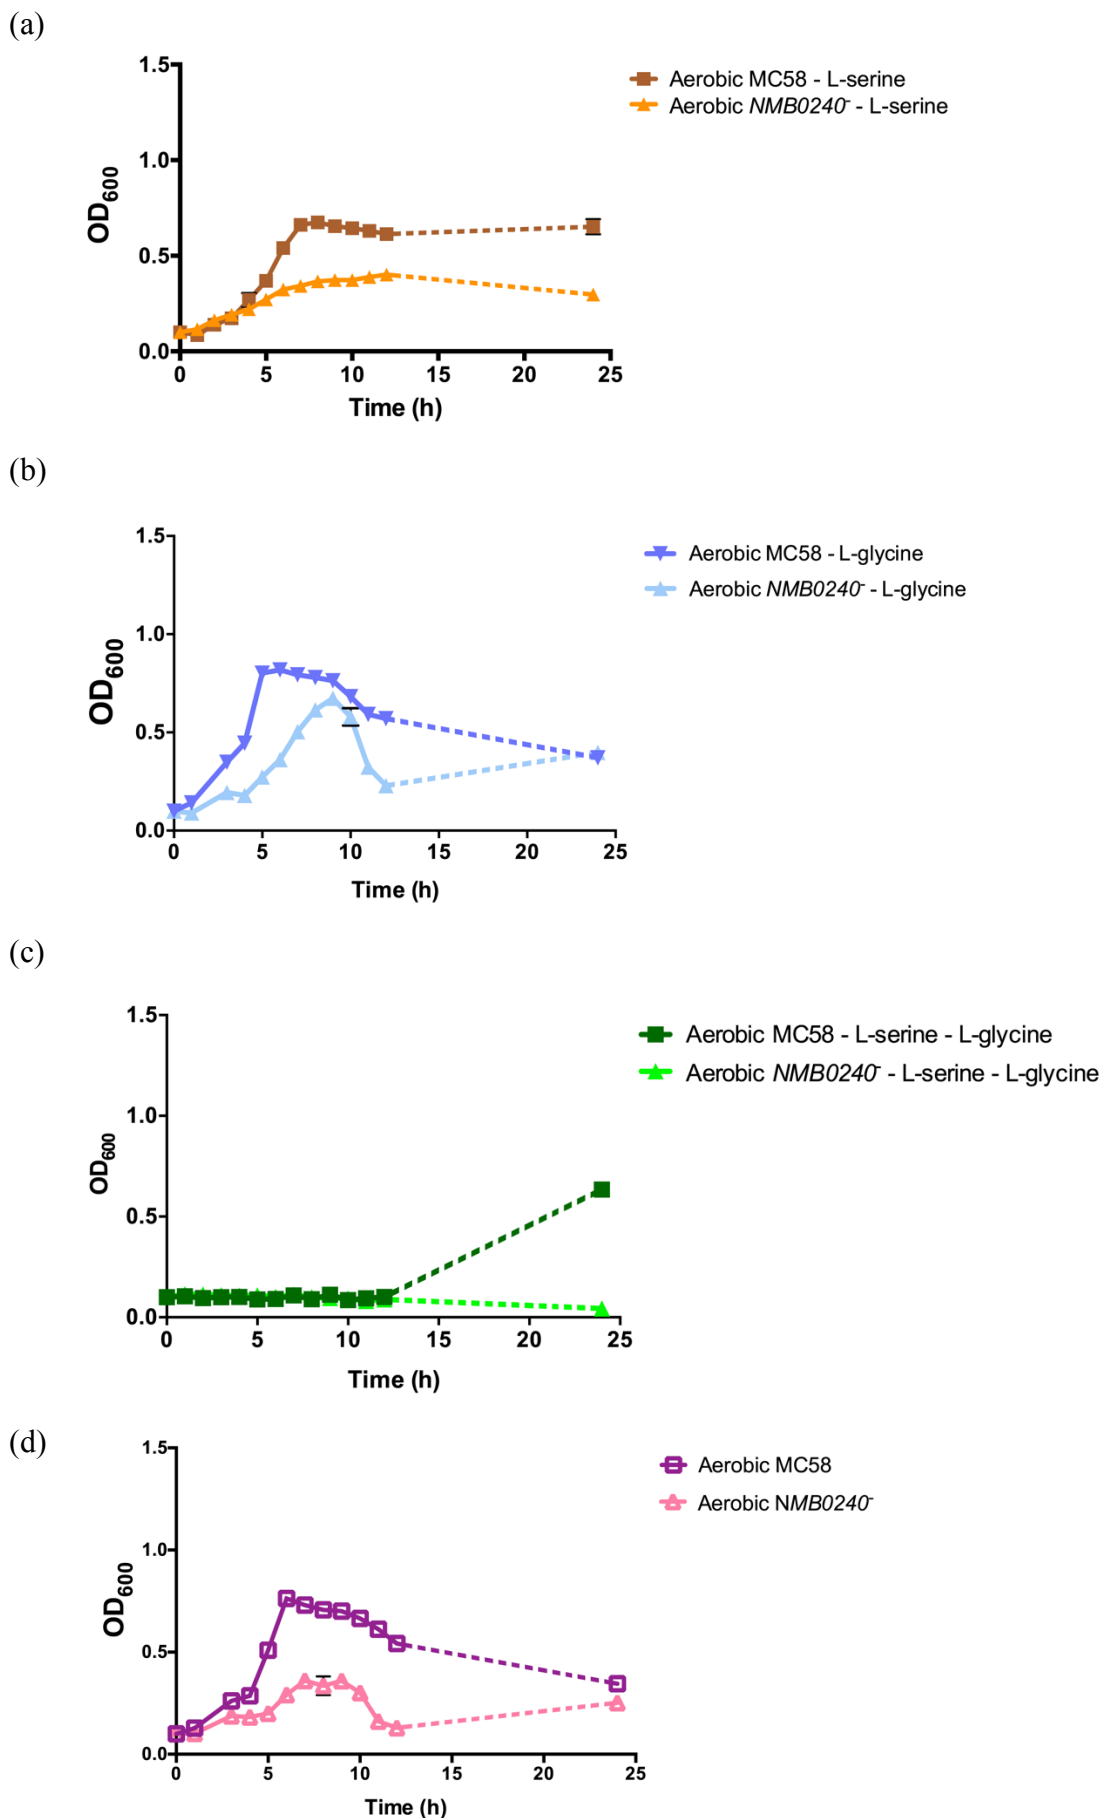 (a)
1.5
Aerobic MC58 - L-serine
Aerobic NMB0240⁻ - L-serine
1.0
OD600
0.5
0.0
0 5 10 15 20 25
Time (h)
(b)
1.5
Aerobic MC58 - L-glycine
Aerobic NMB0240⁻ - L-glycine
1.0
OD600
0.5
0.0
0 5 10 15 20 25
Time (h)
(c)
1.5
Aerobic MC58 - L-serine - L-glycine
Aerobic NMB0240⁻ - L-serine - L-glycine
1.0
OD600
0.5
0.0
0 5 10 15 20 25
Time (h)
(d)
1.5
Aerobic MC58
Aerobic NMB0240⁻
1.0
OD600
0.5
0.0
0 5 10 15 20 25
Time (h)